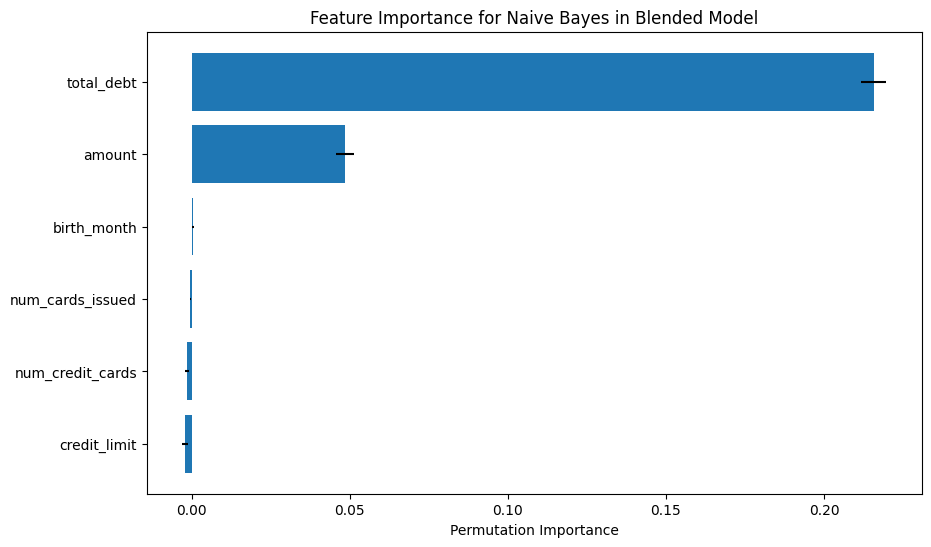 Feature Importance for Naive Bayes in Blended Model
total_debt
amount
birth_month
num_cards_issued
num_credit_cards
credit_limit
0.00 0.05 0.10 0.15 0.20
Permutation Importance